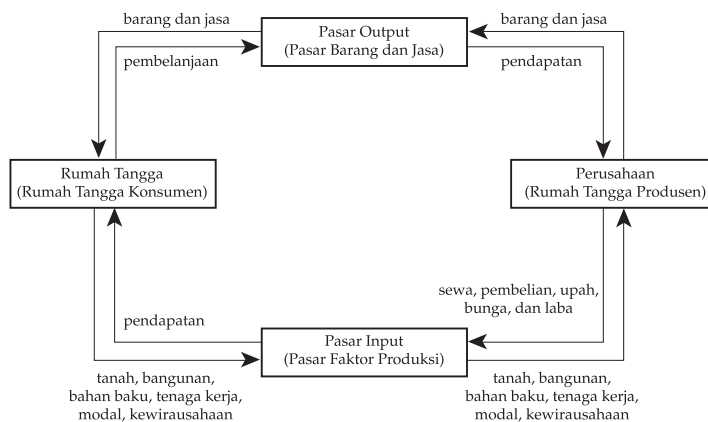 barang dan jasa
Pasar Output
(Pasar Barang dan Jasa)
barang dan jasa
pembelanjaan
pendapatan
Rumah Tangga
(Rumah Tangga Konsumen)
Perusahaan
(Rumah Tangga Produsen)
sewa, pembelian, upah,
bunga, dan laba
pendapatan
Pasar Input
(Pasar Faktor Produksi)
tanah, bangunan,
bahan baku, tenaga kerja,
modal, kewirausahaan
tanah, bangunan,
bahan baku, tenaga kerja,
modal, kewirausahaan